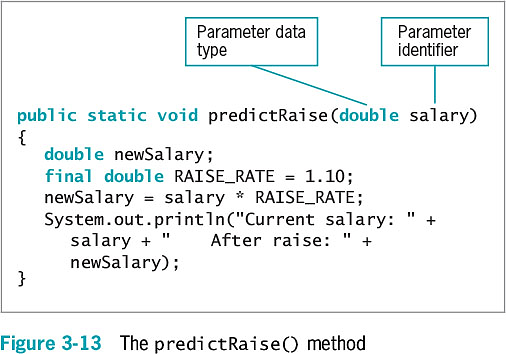 Parameter data
type
Parameter
identifier
public static void predictRaise(double salary)
{
double newSalary;
final double RAISE_RATE = 1.10;
newSalary = salary * RAISE_RATE;
System.out.println("Current salary: " +
salary + "    After raise: " +
newSalary);
}
Figure 3-13 The predictRaise() method